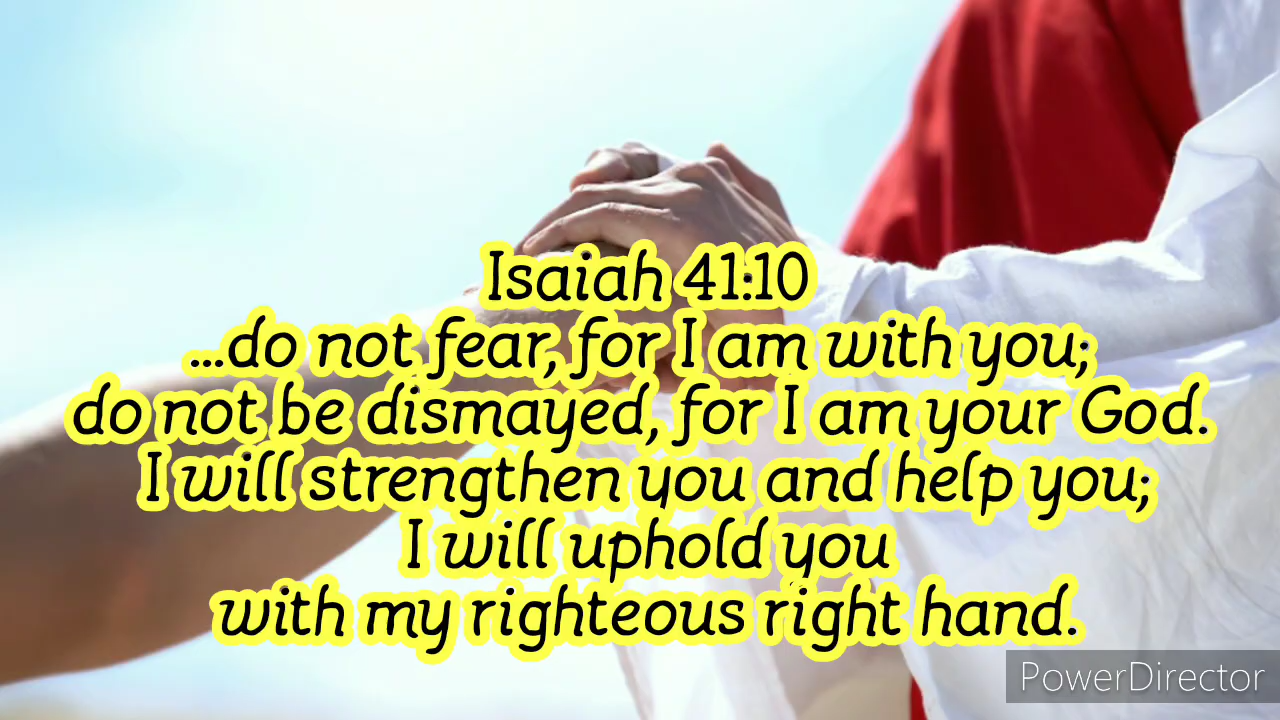 Isaiah 41:10
...do not fear, for I am with you;
do not be dismayed, for I am your God.
I will strengthen you and help you;
I will uphold you
with my righteous right hand.
PowerDirector